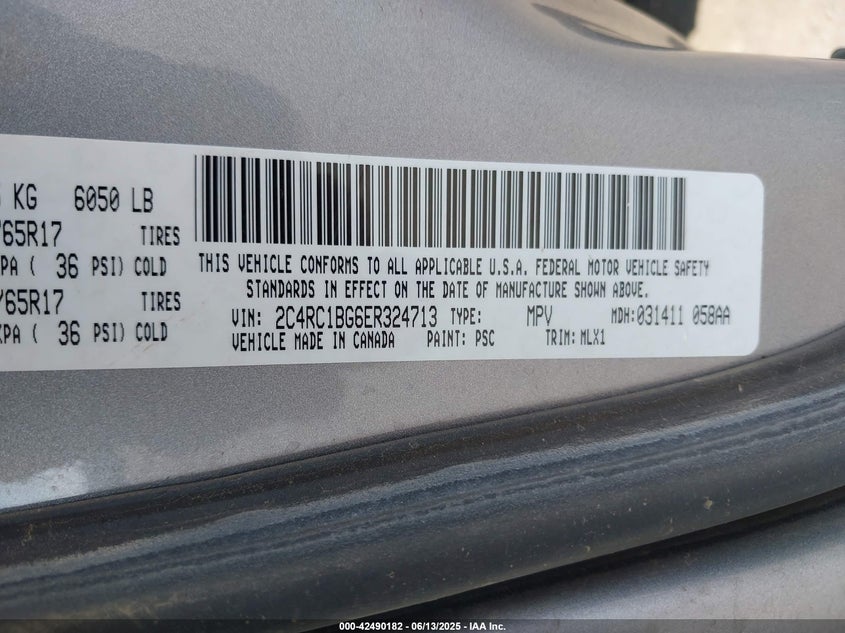 KG 6050 LB
65R17 TIRES
KPA ( 36 PSI) COLD
65R17 TIRES
KPA ( 36 PSI) COLD
THIS VEHICLE CONFORMS TO ALL APPLICABLE U.S.A. FEDERAL MOTOR VEHICLE SAFETY
STANDARDS IN EFFECT ON THE DATE OF MANUFACTURE SHOWN ABOVE.
VIN: 2C4RC1BG6ER324713 TYPE: MPV MDH:031411 058AA
VEHICLE MADE IN CANADA PAINT: PSC TRIM: MLX1
000-42490182 - 06/13/2025 - IAA Inc.